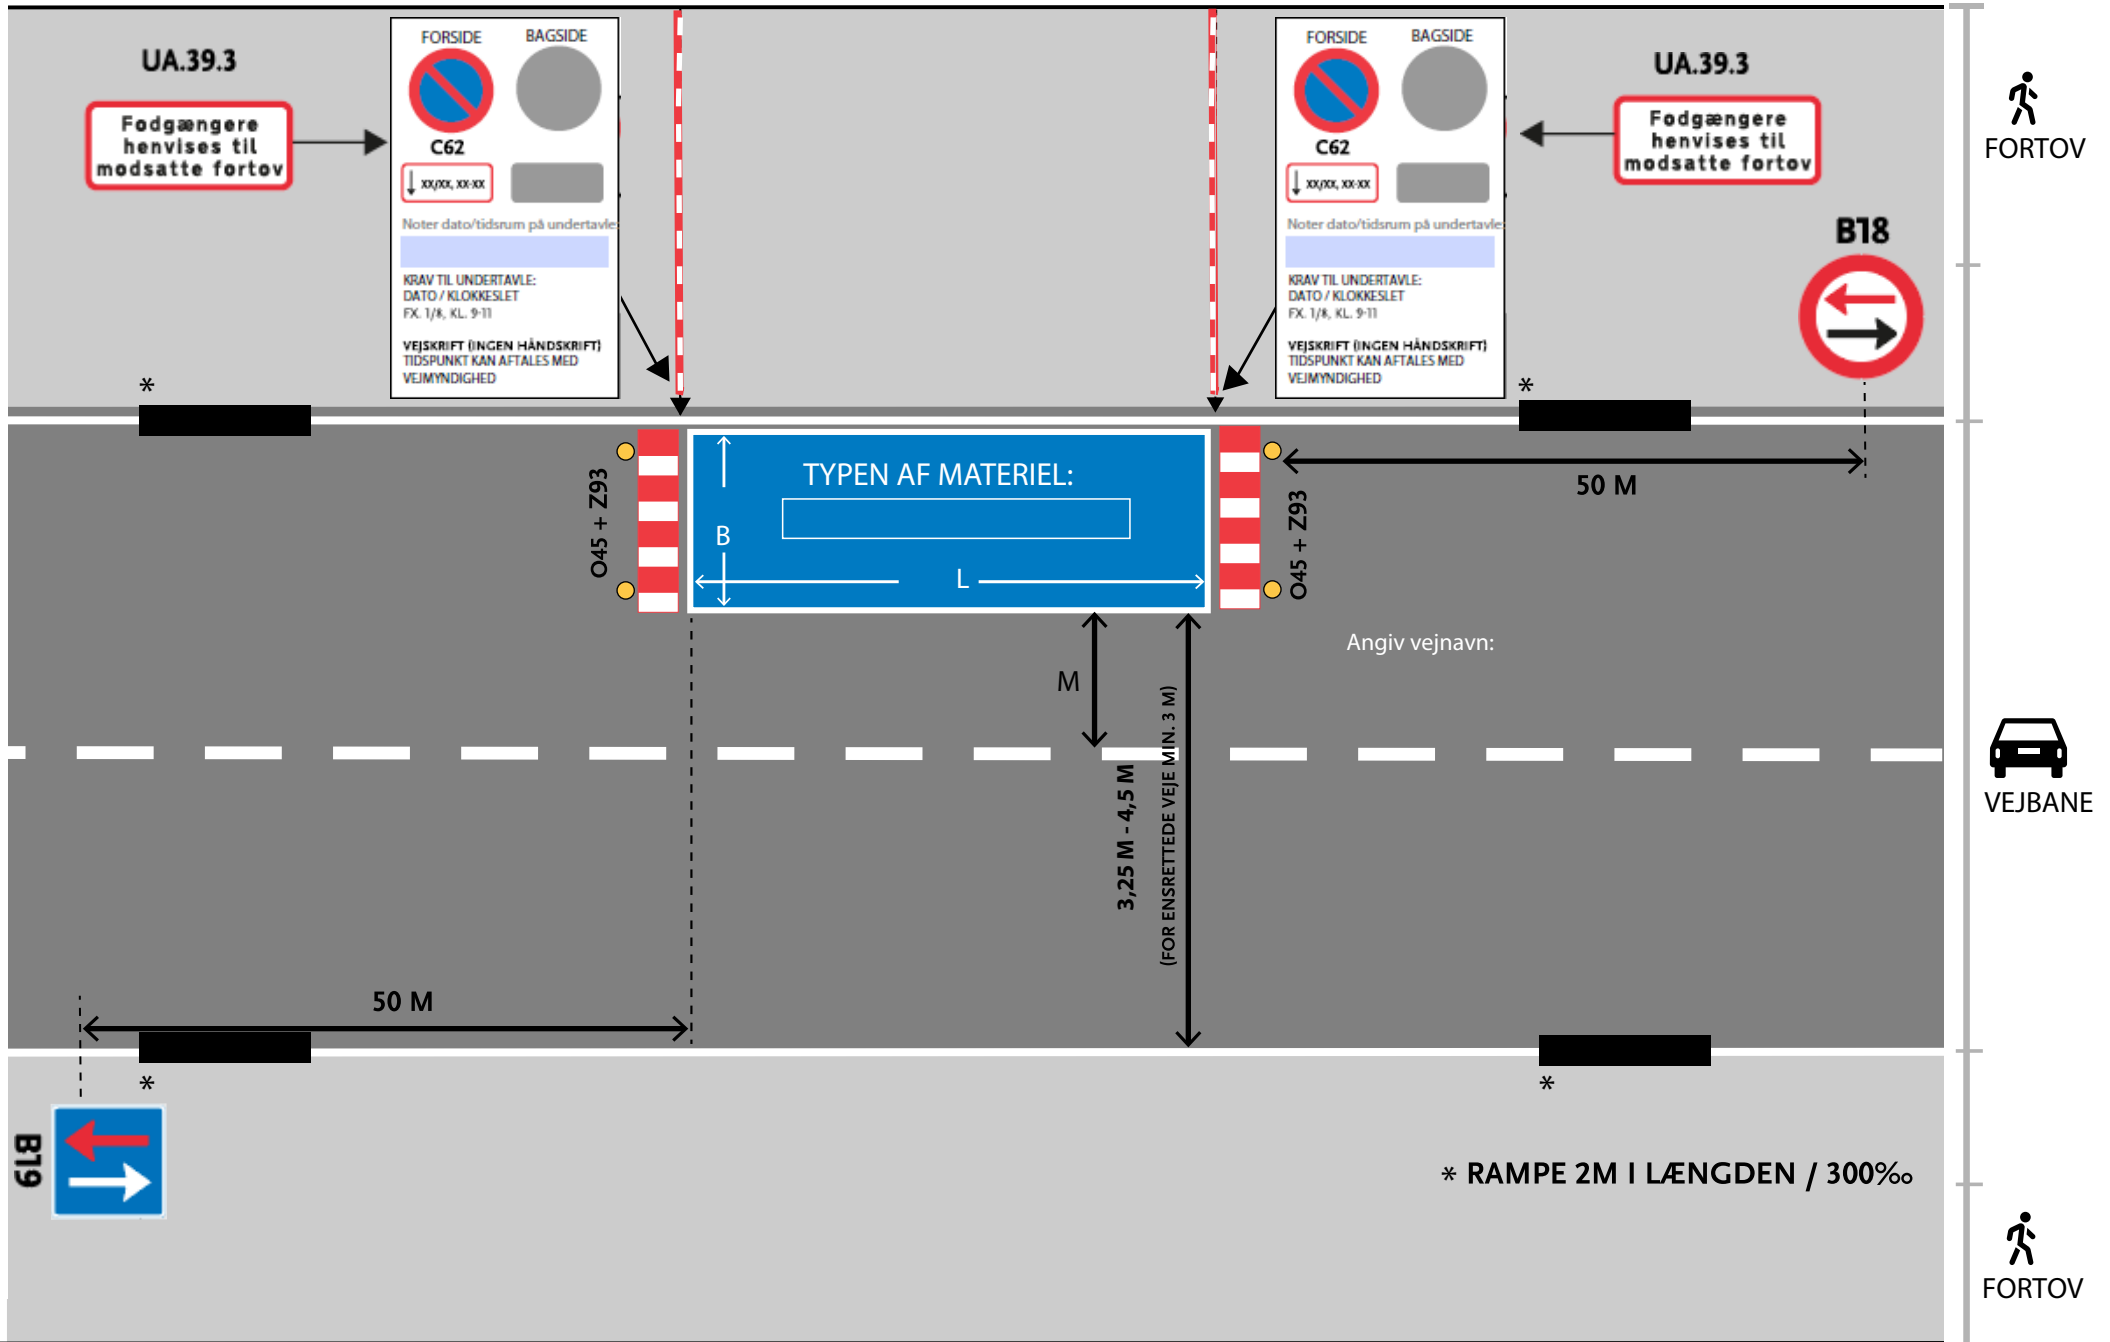 UA.39.3
Fodgængere
henvises til
modsatte fortov
FORSIDE BAGSIDE
C62
xx/xx, xx-xx
Noter dato/tidsrum på undertavle:
KRAV TIL UNDERTAVLE:
DATO / KLOKKESLET
FX. 1/8, KL. 9-11
VEJSKRIFT (INGEN HÅNDSKRIFT)
TIDSPUNKT KAN AFTALES MED
VEJMYNDIGHED
FORSIDE BAGSIDE
C62
xx/xx, xx-xx
Noter dato/tidsrum på undertavle:
KRAV TIL UNDERTAVLE:
DATO / KLOKKESLET
FX. 1/8, KL. 9-11
VEJSKRIFT (INGEN HÅNDSKRIFT)
TIDSPUNKT KAN AFTALES MED
VEJMYNDIGHED
UA.39.3
Fodgængere
henvises til
modsatte fortov
B18
FORTOV
*
*
O45 + Z93
TYPEN AF MATERIEL:
B
L
O45 + Z93
50 M
Angiv vejnavn:
M
3,25 M - 4,5 M
(FOR ENSRETTEDE VEJE MIN. 3 M)
VEJBANE
50 M
*
*
B19
* RAMPE 2M I LÆNGDEN / 300‰
FORTOV